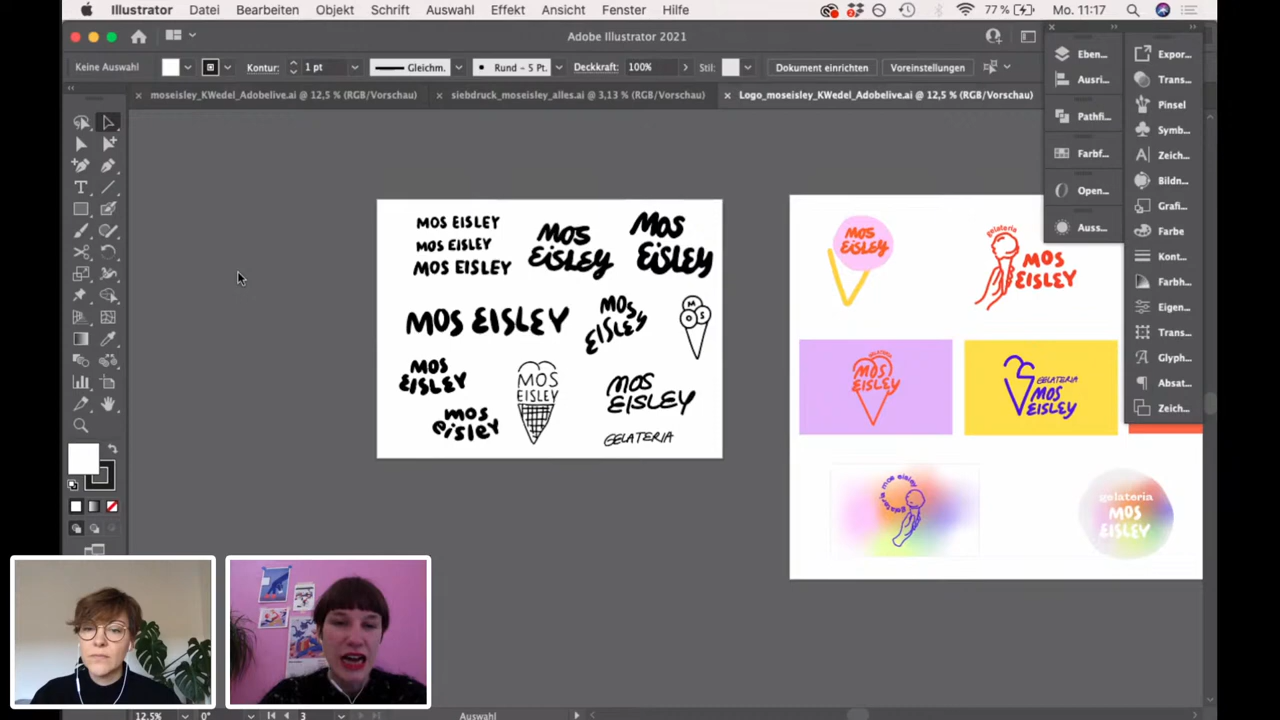 Illustrator Datei Bearbeiten Objekt Schrift Auswahl Effekt Ansicht Fenster Hilfe 77 % Mo. 11:17
Adobe Illustrator 2021
Keine Auswahl Kontur: 1 pt Gleichm. Rund - 5 Pt. Deckkraft: 100% Stil: Dokument einrichten Voreinstellungen
moseisley_KWedel_Adobelive.ai @ 12,5 % (RGB/Vorschau) siebdruck_moseisley_alles.ai @ 3,13 % (RGB/Vorschau) Logo_moseisley_KWedel_Adobelive.ai @ 12,5 % (RGB/Vorschau)
Eben...
Ausri...
Pathfi...
Farbf...
Open...
Auss...
Expor...
Trans...
Pinsel
Symb...
Zeich...
Bildn...
Grafi...
Farbe
Kont...
Farbh...
Eigen...
Trans...
Glyph...
Absat...
Zeich...
MOS EISLEY
MOS EISLEY
MOS EISLEY
MOS
EiSLEY
MOS
EiSLEY
MOS EISLEY
MOS
EISLEY
M
O S
MOS
EISLEY
MOS
EISLEY
MOS
EISLEY
mos
eisley
GELATERIA
MOS
EiSLEY
gelateria
MOS
EISLEY
GELATERIA
MOS
EISLEY
GELATERIA
MOS
EISLEY
gelateria mos eisley
gelateria
MOS
EISLEY
12,5% 0° 3 Auswahl